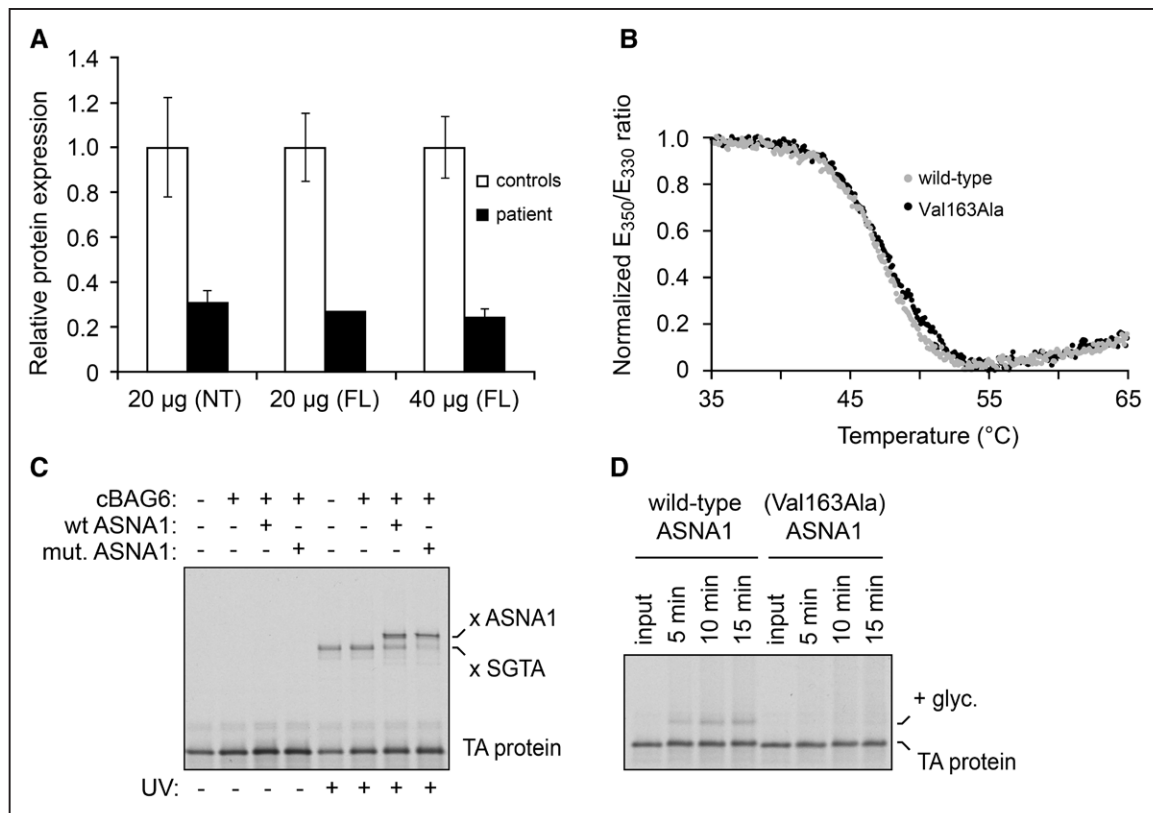 A
Relative protein expression
1.4
1.2
1.0
0.8
0.6
0.4
0.2
0
controls
patient
20 µg (NT)
20 µg (FL)
40 µg (FL)
B
Normalized E350/E330 ratio
1.0
0.8
0.6
0.4
0.2
0
wild-type
Val163Ala
35
45
55
65
Temperature (°C)
C
cBAG6: - + + + - + + +
wt ASNA1: - - + - - - + -
mut. ASNA1: - - - + - - - +
x ASNA1
x SGTA
TA protein
UV: - - - - + + + +
D
wild-type
ASNA1
(Val163Ala)
ASNA1
input
5 min
10 min
15 min
input
5 min
10 min
15 min
+ glyc.
TA protein